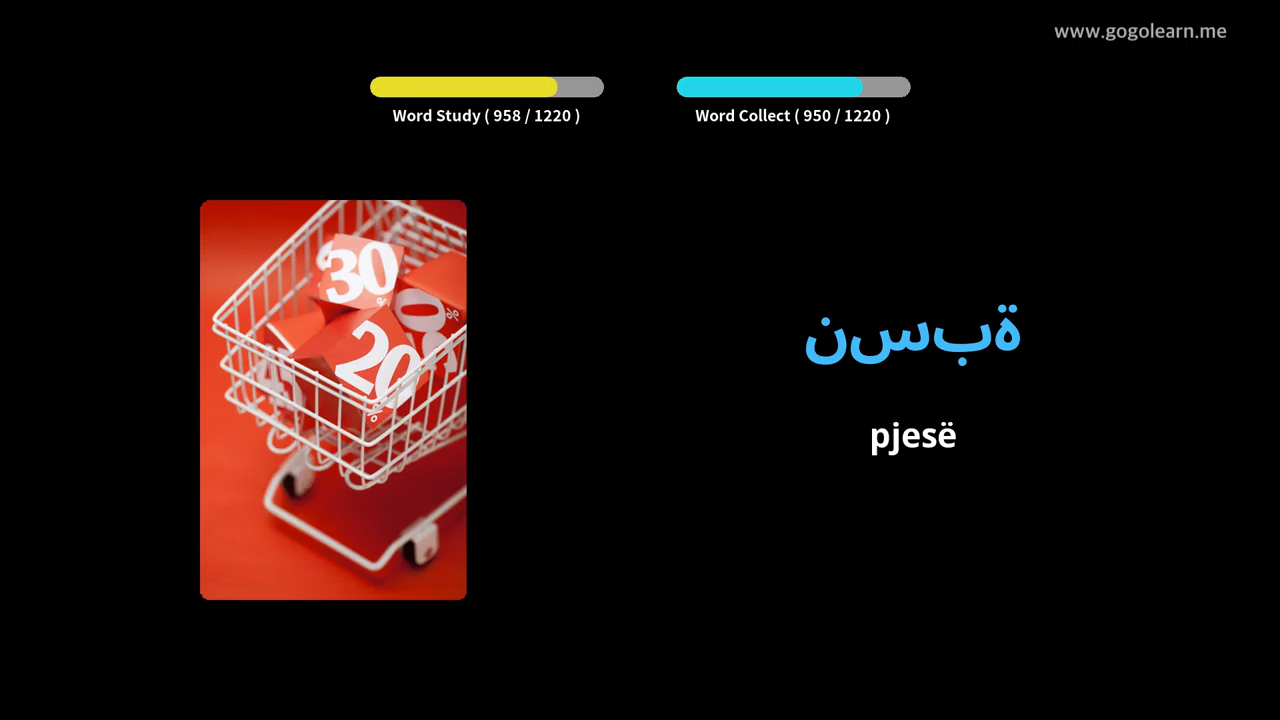 www.gogolearn.me
Word Study ( 958 / 1220 )
Word Collect ( 950 / 1220 )
30 %
20 %
نسبة
pjesë